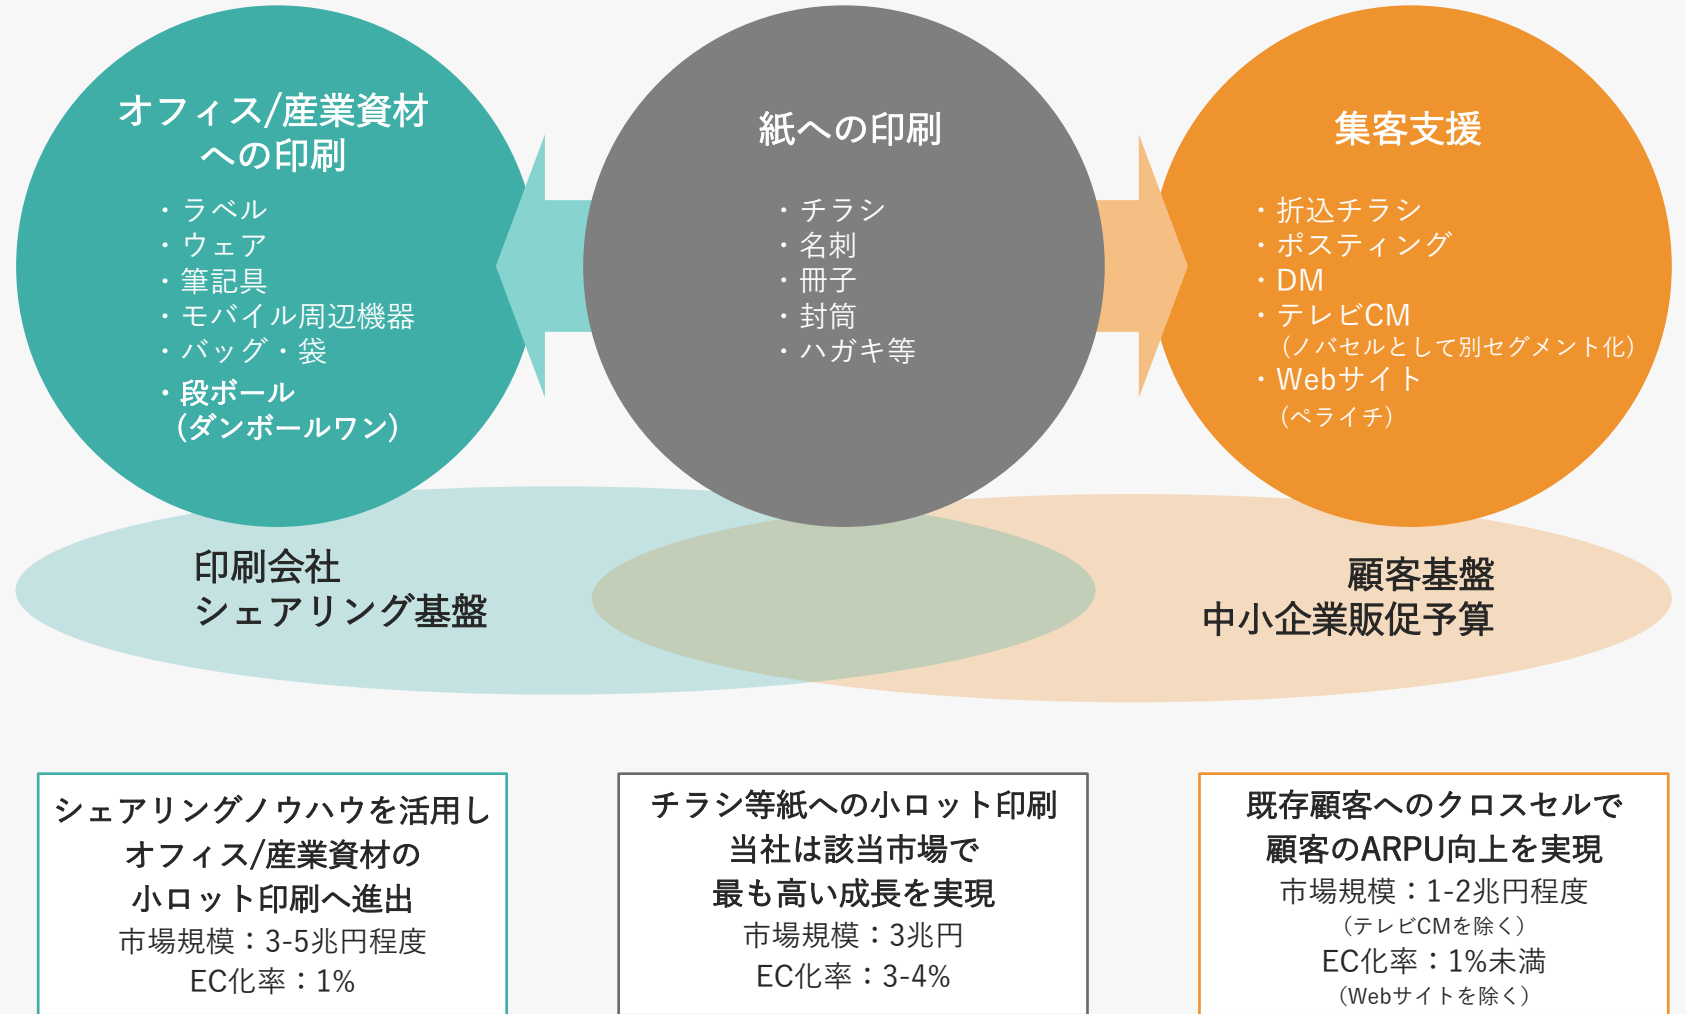 オフィス/産業資材
への印刷
・ラベル
・ウェア
・筆記具
・モバイル周辺機器
・バッグ・袋
・段ボール
（ダンボールワン）
紙への印刷
・チラシ
・名刺
・冊子
・封筒
・ハガキ等
集客支援
・折込チラシ
・ポスティング
・DM
・テレビCM
（ノバセルとして別セグメント化）
・Webサイト
（ペライチ）
印刷会社
シェアリング基盤
顧客基盤
中小企業販促予算
シェアリングノウハウを活用し
オフィス/産業資材の
小ロット印刷へ進出
市場規模：3-5兆円程度
EC化率：1%
チラシ等紙への小ロット印刷
当社は該当市場で
最も高い成長を実現
市場規模：3兆円
EC化率：3-4%
既存顧客へのクロスセルで
顧客のARPU向上を実現
市場規模：1-2兆円程度
（テレビCMを除く）
EC化率：1%未満
（Webサイトを除く）